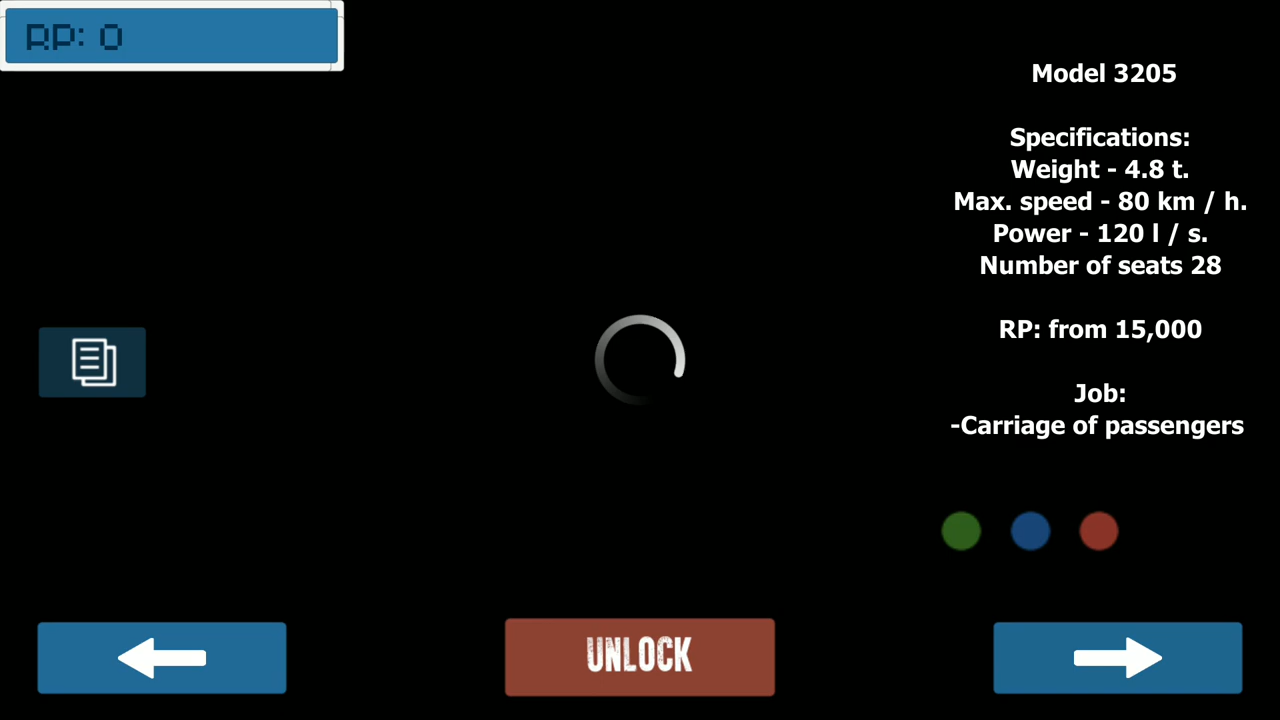 RP: 0
Model 3205
Specifications:
Weight - 4.8 t.
Max. speed - 80 km / h.
Power - 120 l / s.
Number of seats 28
RP: from 15,000
Job:
-Carriage of passengers
UNLOCK